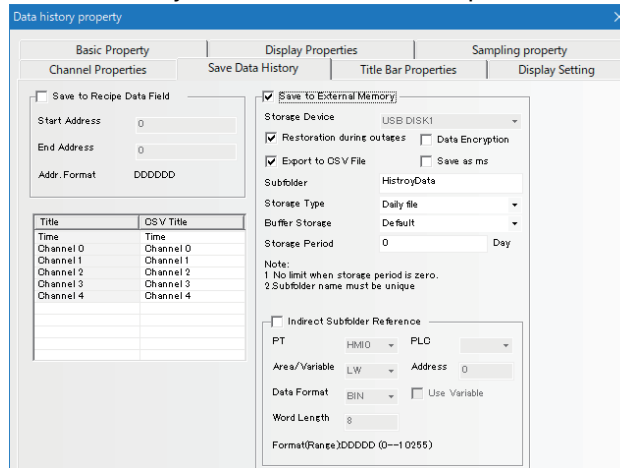 Data history property
Basic Property
Display Properties
Sampling property
Channel Properties
Save Data History
Title Bar Properties
Display Setting
Save to Recipe Data Field
Start Address
0
End Address
0
Addr.Format
DDDDDD
Title
CSV Title
Time
Time
Channel 0
Channel 0
Channel 1
Channel 1
Channel 2
Channel 2
Channel 3
Channel 3
Channel 4
Channel 4
Save to External Memory
Storage Device
USB DISK1
Restoration during outages
Data Encryption
Export to CSV File
Save as ms
Subfolder
HistroyData
Storage Type
Daily file
Buffer Storage
Default
Storage Period
0
Day
Note:
1 No limit when storage period is zero.
2.Subfolder name must be unique
Indirect Subfolder Reference
PT
HMI0
PLC
Area/Variable
LW
Address
0
Data Format
BIN
Use Variable
Word Length
8
Format(Range):DDDDD (0--10255)